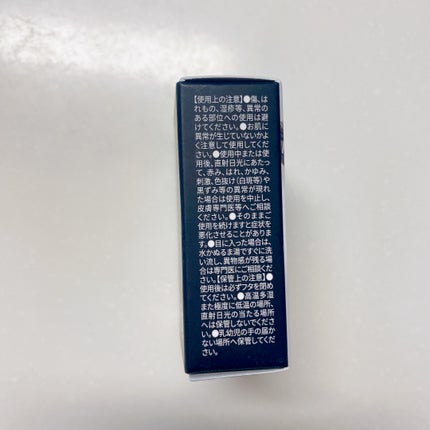 【使用上の注意】●傷、は
れもの、湿疹等、異常の
ある部位への使用は避
けてください。●お肌に
異常が生じていないかよ
く注意して使用してくだ
さい。●使用中または使用
後、直射日光にあたっ
て、赤み、はれ、かゆみ、
刺激、色抜け(白斑等)や
黒ずみ等の異常が現れ
た場合は使用を中止し、
皮膚専門医等へご相談
ください。●そのままご
使用を続けますと症状を
悪化させることがありま
す。●目に入った場合は、
水かぬるま湯ですぐに洗
い流し、異物感が残る場
合は専門医にご相談くだ
さい。【保管上の注意】●
使用後は必ずフタを閉め
てください。●高温多湿
また極度に低温の場所、
直射日光の当たる場所
へは保管しないでくださ
い。●乳幼児の手の届か
ない場所へ保管してくだ
さい。